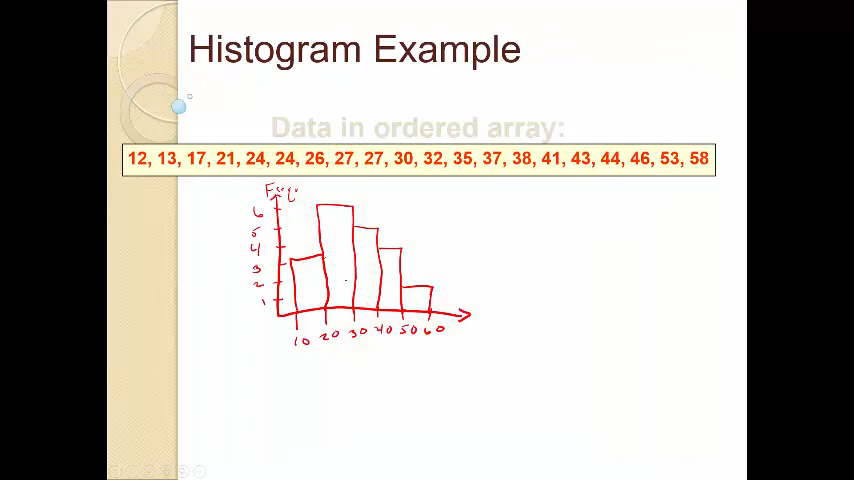 Histogram Example
Data in ordered array:
12, 13, 17, 21, 24, 24, 26, 27, 27, 30, 32, 35, 37, 38, 41, 43, 44, 46, 53, 58
6
5
4
3
2
1
10 20 30 40 50 60